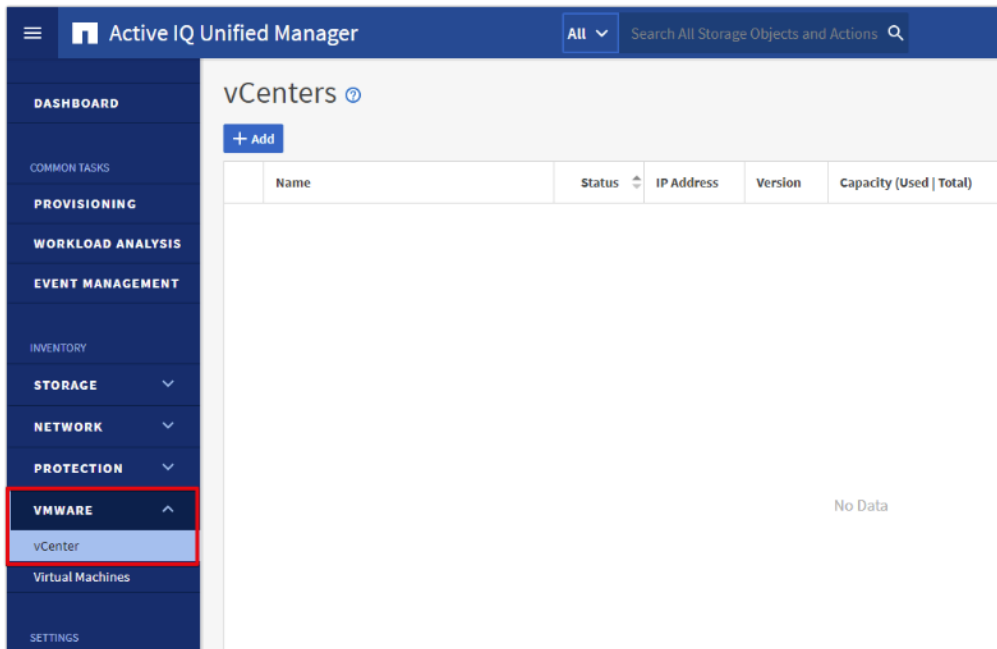 Active IQ Unified Manager
All
Search All Storage Objects and Actions
DASHBOARD
COMMON TASKS
PROVISIONING
WORKLOAD ANALYSIS
EVENT MANAGEMENT
INVENTORY
STORAGE
NETWORK
PROTECTION
VMWARE
vCenter
Virtual Machines
SETTINGS
vCenters ?
+ Add
Name Status IP Address Version Capacity (Used | Total)
No Data